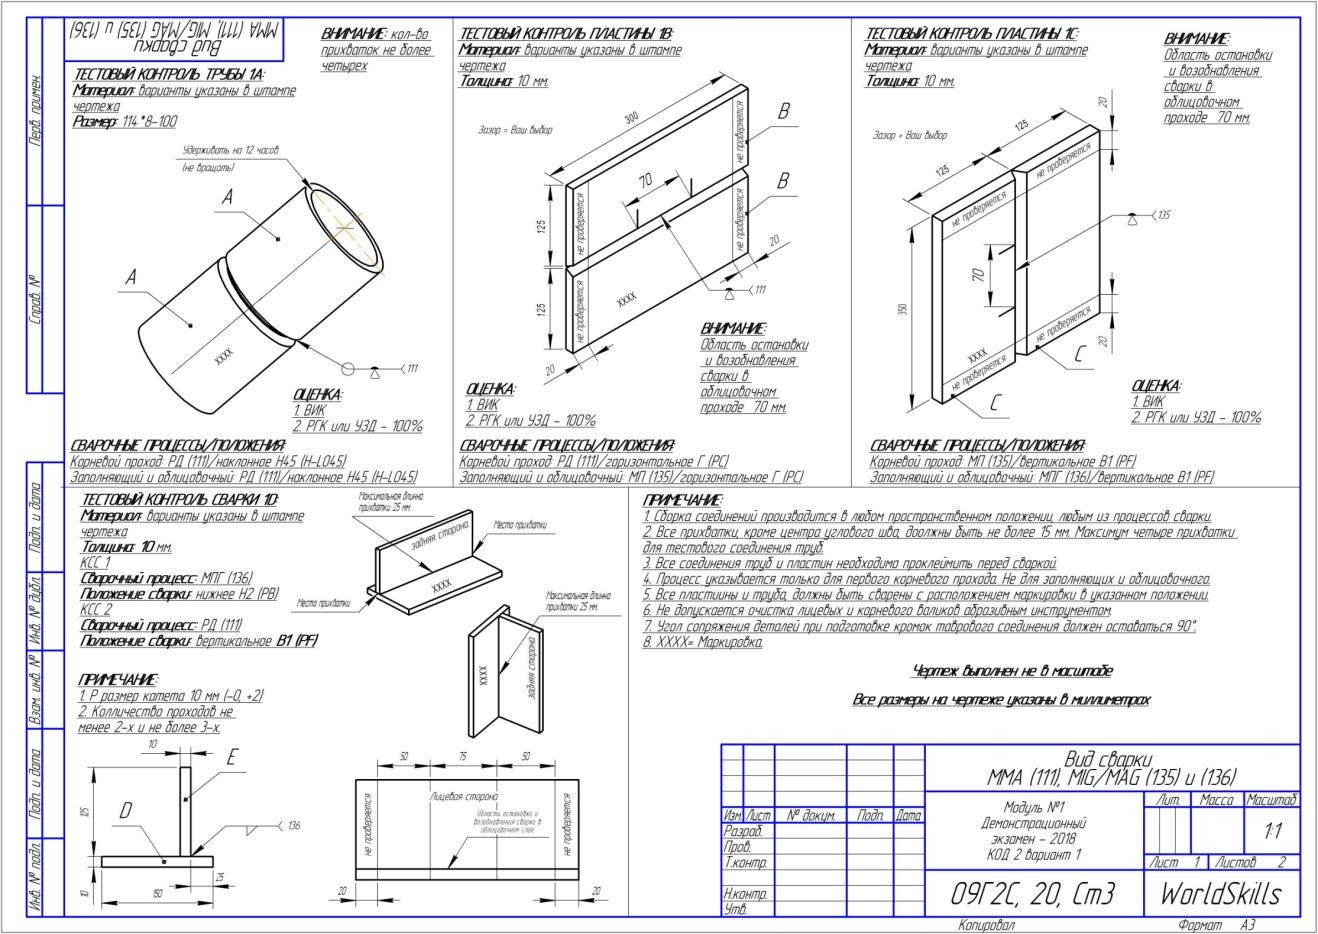 ММА (111), MIG/MAG (135) и (136)
Вид сварки
ТЕСТОВЫЙ КОНТРОЛЬ ТРУБЫ 1А:
Материал: варианты указаны в штампе
чертежа
Размер: 114*8-100
ВНИМАНИЕ: кол-во
прихваток не более
четырех
Удерживать на 12 часов
(не вращать)
А
А
XXXX
111
ОЦЕНКА:
1. ВИК
2. РГК или УЗД - 100%
СВАРОЧНЫЕ ПРОЦЕССЫ/ПОЛОЖЕНИЯ:
Корневой проход: РД (111)/наклонное Н45 (H-L045)
Заполняющий и облицовочный: РД (111)/наклонное Н45 (H-L045)
ТЕСТОВЫЙ КОНТРОЛЬ ПЛАСТИНЫ 1В:
Материал: варианты указаны в штампе
чертежа
Толщина: 10 мм.
Зазор = Ваш выбор
300
В
В
70
125
125
не проверяется
не проверяется
не проверяется
не проверяется
XXXX
20
20
111
ВНИМАНИЕ:
Область остановки
и возобнавления
сварки в
облицовочном
проходе 70 мм.
ОЦЕНКА:
1. ВИК
2. РГК или УЗД - 100%
СВАРОЧНЫЕ ПРОЦЕССЫ/ПОЛОЖЕНИЯ:
Корневой проход: РД (111)/горизонтальное Г (РС)
Заполняющий и облицовочный: МП (135)/горизонтальное Г (РС)
ТЕСТОВЫЙ КОНТРОЛЬ ПЛАСТИНЫ 1С:
Материал: варианты указаны в штампе
чертежа
Толщина: 10 мм.
ВНИМАНИЕ:
Область остановки
и возобнавления
сварки в
облицовочном
проходе 70 мм.
Зазор = Ваш выбор
125
125
20
не проверяется
не проверяется
135
70
350
XXXX
не проверяется
не проверяется
20
С
С
ОЦЕНКА:
1. ВИК
2. РГК или УЗД - 100%
СВАРОЧНЫЕ ПРОЦЕССЫ/ПОЛОЖЕНИЯ:
Корневой проход: МП (135)/вертикальное В1 (PF)
Заполняющий и облицовочный: МПГ (136)/вертикальное В1 (PF)
ТЕСТОВЫЙ КОНТРОЛЬ СВАРКИ 1D:
Материал: варианты указаны в штампе
чертежа
Толщина: 10 мм.
КСС 1
Сварочный процесс: МПГ (136)
Положение сварки: нижнее Н2 (РВ)
КСС 2
Сварочный процесс: РД (111)
Положение сварки: вертикальное В1 (PF)
ПРИМЕЧАНИЕ:
1. Р размер катета 10 мм (-0, +2)
2. Колличество проходов не
менее 2-х и не более 3-х.
Максимальная длинна
прихватки 25 мм.
Место прихватки
задняя сторона
XXXX
Место прихватки
Максимальная длинна
прихватки 25 мм.
XXXX
задняя сторона
10
E
D
125
136
10
25
150
50
75
50
не проверяется
Лицевая сторона
Область остановки и
возобнавления сварки в
облицовочном слое
не проверяется
20
20
ПРИМЕЧАНИЕ:
1. Сборка соединений производится в любом пространственном положении, любым из процессов сварки.
2. Все прихватки, кроме центра углового шва, доолжны быть не более 15 мм. Максимум четыре прихватки
для тестового соединения труб.
3. Все соединения труб и пластин необходимо проклеймить перед сваркой.
4. Процесс указывается только для первого корневого прохода. Не для заполняющих и облицовочного.
5. Все пластиины и труба, должны быть сварены с расположением маркировки в указанном положении.
6. Не допускается очистка лицевых и корневого валиков абразивным инструментом.
7. Угол сопряжения деталей при подготовке кромок таврового соединения должен оставаться 90°.
8. XXXX= Маркировка.
Чертеж выполнен не в масштабе
Все размеры на чертеже указаны в миллиметрах
Вид сварки
ММА (111), MIG/MAG (135) и (136)
Изм.
Лист
№ докум.
Подп.
Дата
Разраб.
Пров.
Т.контр.
Н.контр.
Утв.
Модуль №1
Демонстрационный
экзамен - 2018
КОД 2 вариант 1
Лит.
Масса
Масштаб
1:1
Лист 1
Листов 2
09Г2С, 20, Ст3
WorldSkills
Копировал
Формат А3
Перв. примен.
Справ. №
Подп. и дата
Инв. № дубл.
Взам. инв. №
Подп. и дата
Инв. № подл.